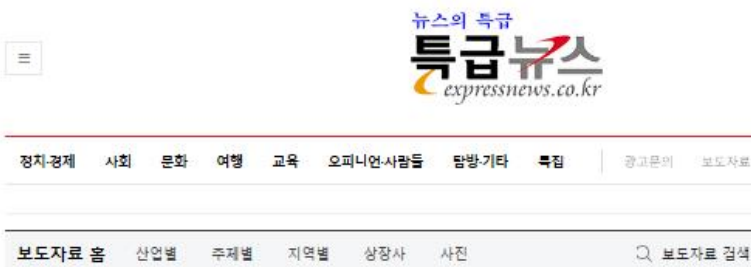 뉴스의 특급
특급뉴스
expressnews.co.kr
정치·경제 사회 문화 여행 교육 오피니언·사람들 탐방·기타 특집 광고문의 보도자료
보도자료 홈 산업별 주제별 지역별 상장사 사진 보도자료 검색